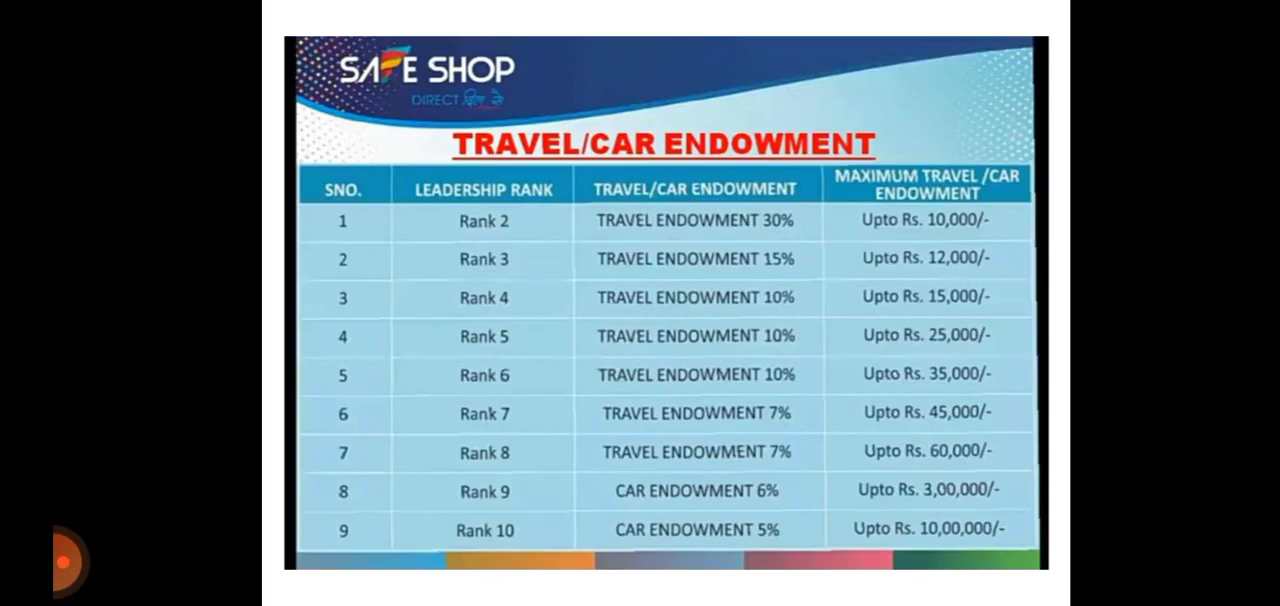 SAFE SHOP
DIRECT दिल से
TRAVEL/CAR ENDOWMENT
SNO. LEADERSHIP RANK TRAVEL/CAR ENDOWMENT MAXIMUM TRAVEL /CAR ENDOWMENT
1 Rank 2 TRAVEL ENDOWMENT 30% Upto Rs. 10,000/-
2 Rank 3 TRAVEL ENDOWMENT 15% Upto Rs. 12,000/-
3 Rank 4 TRAVEL ENDOWMENT 10% Upto Rs. 15,000/-
4 Rank 5 TRAVEL ENDOWMENT 10% Upto Rs. 25,000/-
5 Rank 6 TRAVEL ENDOWMENT 10% Upto Rs. 35,000/-
6 Rank 7 TRAVEL ENDOWMENT 7% Upto Rs. 45,000/-
7 Rank 8 TRAVEL ENDOWMENT 7% Upto Rs. 60,000/-
8 Rank 9 CAR ENDOWMENT 6% Upto Rs. 3,00,000/-
9 Rank 10 CAR ENDOWMENT 5% Upto Rs. 10,00,000/-